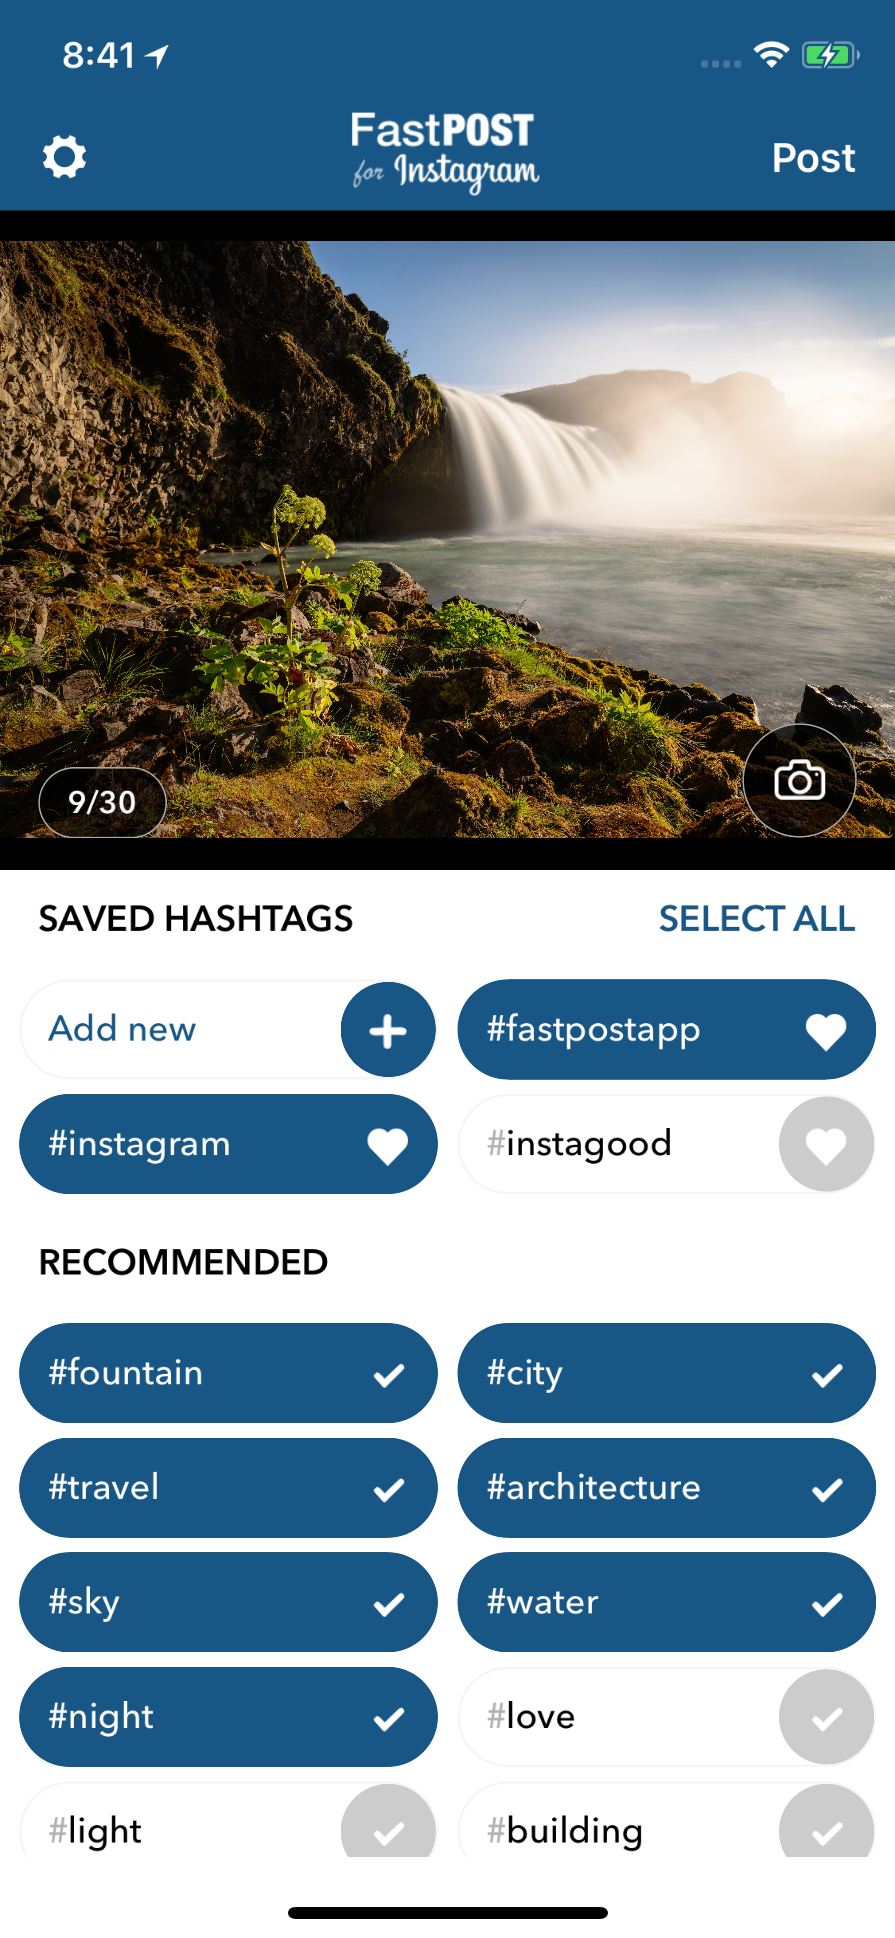 8:41
FastPOST
for Instagram
Post
9/30
SAVED HASHTAGS
SELECT ALL
Add new
#fastpostapp
#instagram
#instagood
RECOMMENDED
#fountain
#city
#travel
#architecture
#sky
#water
#night
#love
#light
#building